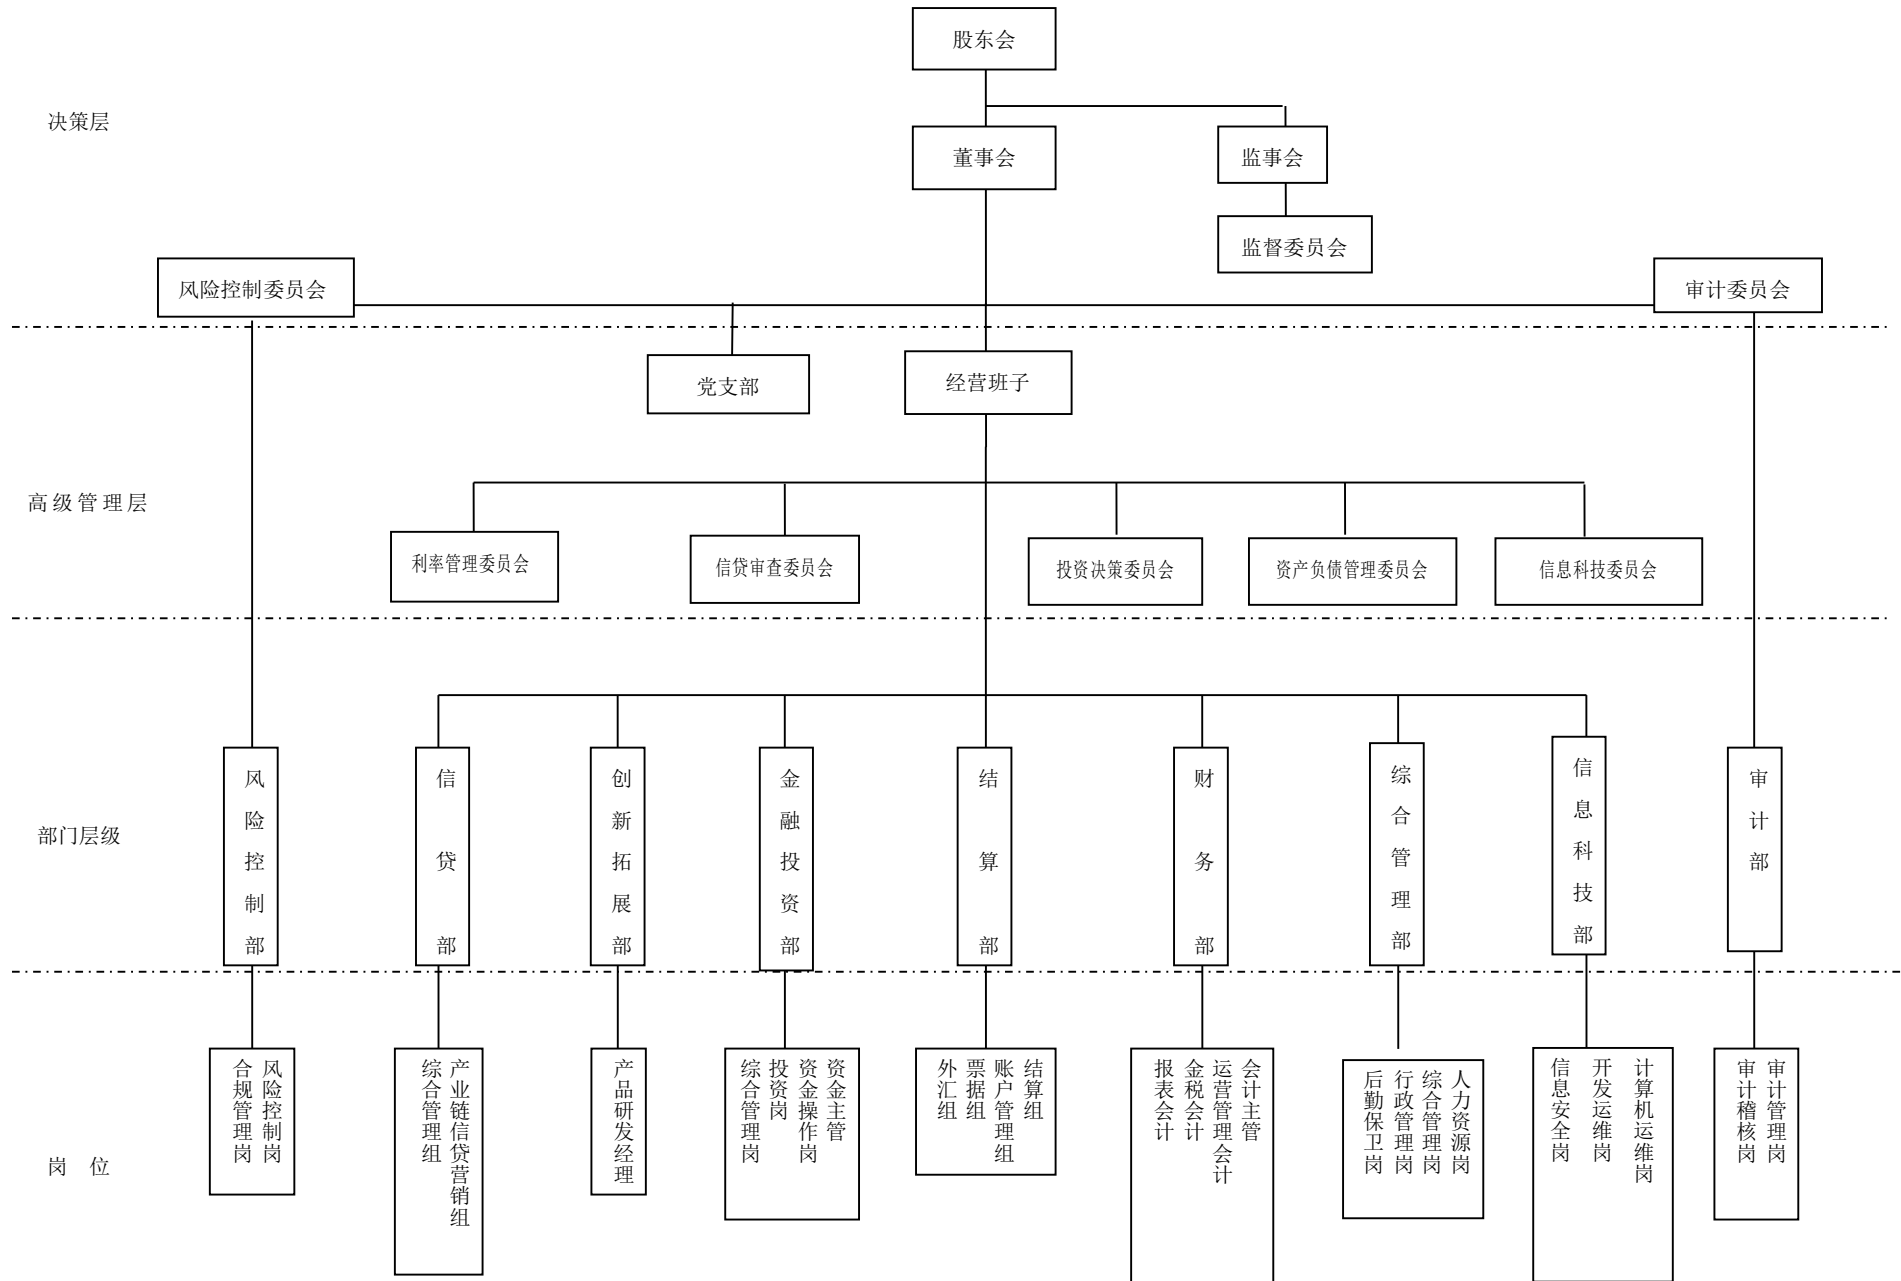 股东会
决策层
董事会
监事会
监督委员会
风险控制委员会
审计委员会
党支部
经营班子
高级管理层
利率管理委员会
信贷审查委员会
投资决策委员会
资产负债管理委员会
信息科技委员会
部门层级
风险控制部
信贷部
创新拓展部
金融投资部
结算部
财务部
综合管理部
信息科技部
审计部
岗 位
风险控制岗
合规管理岗
产业链信贷营销组
综合管理组
产品研发经理
资金主管
资金操作岗
投资岗
综合管理岗
结算组
账户管理组
票据组
外汇组
会计主管
运营管理会计
金税会计
报表会计
人力资源岗
综合管理岗
行政管理岗
后勤保卫岗
计算机运维岗
开发运维岗
信息安全岗
审计管理岗
审计稽核岗